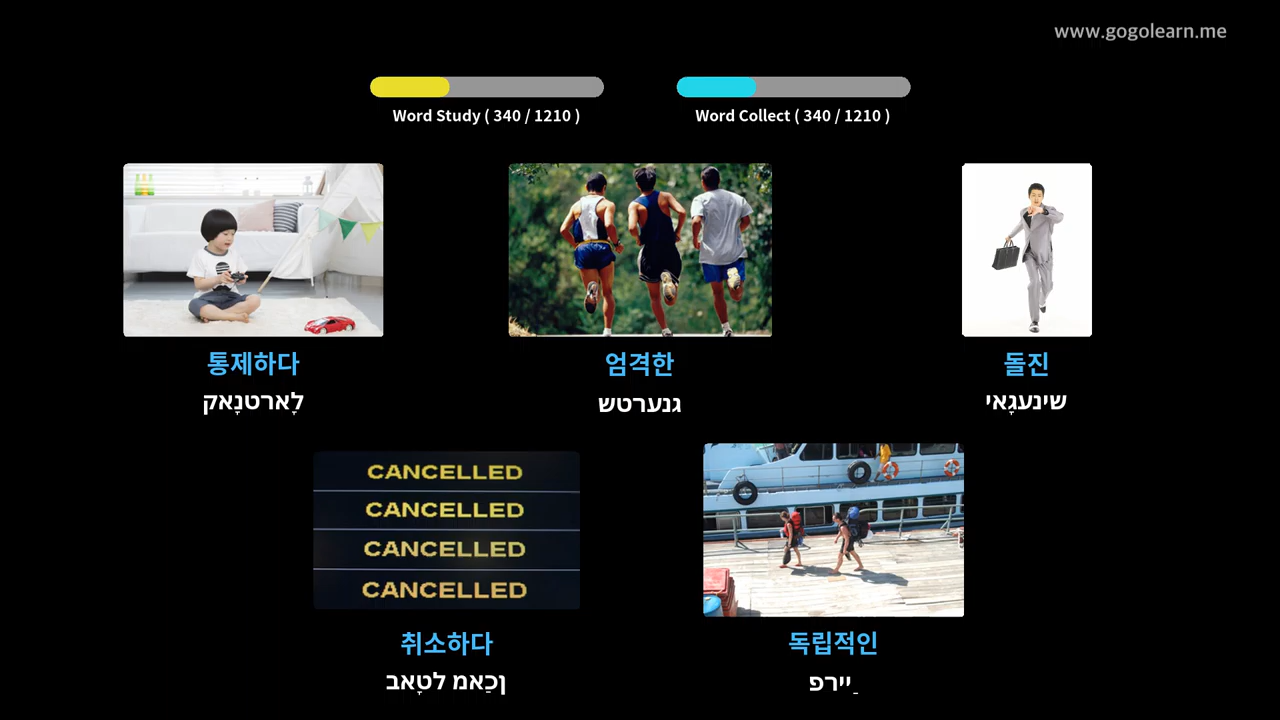 www.gogolearn.me
Word Study ( 340 / 1210 )
Word Collect ( 340 / 1210 )
통제하다
לָארטנָאק
엄격한
גנערטש
돌진
שינעגָאי
CANCELLED
CANCELLED
CANCELLED
CANCELLED
취소하다
ןכַאמ לטָאב
독립적인
ַיירפ